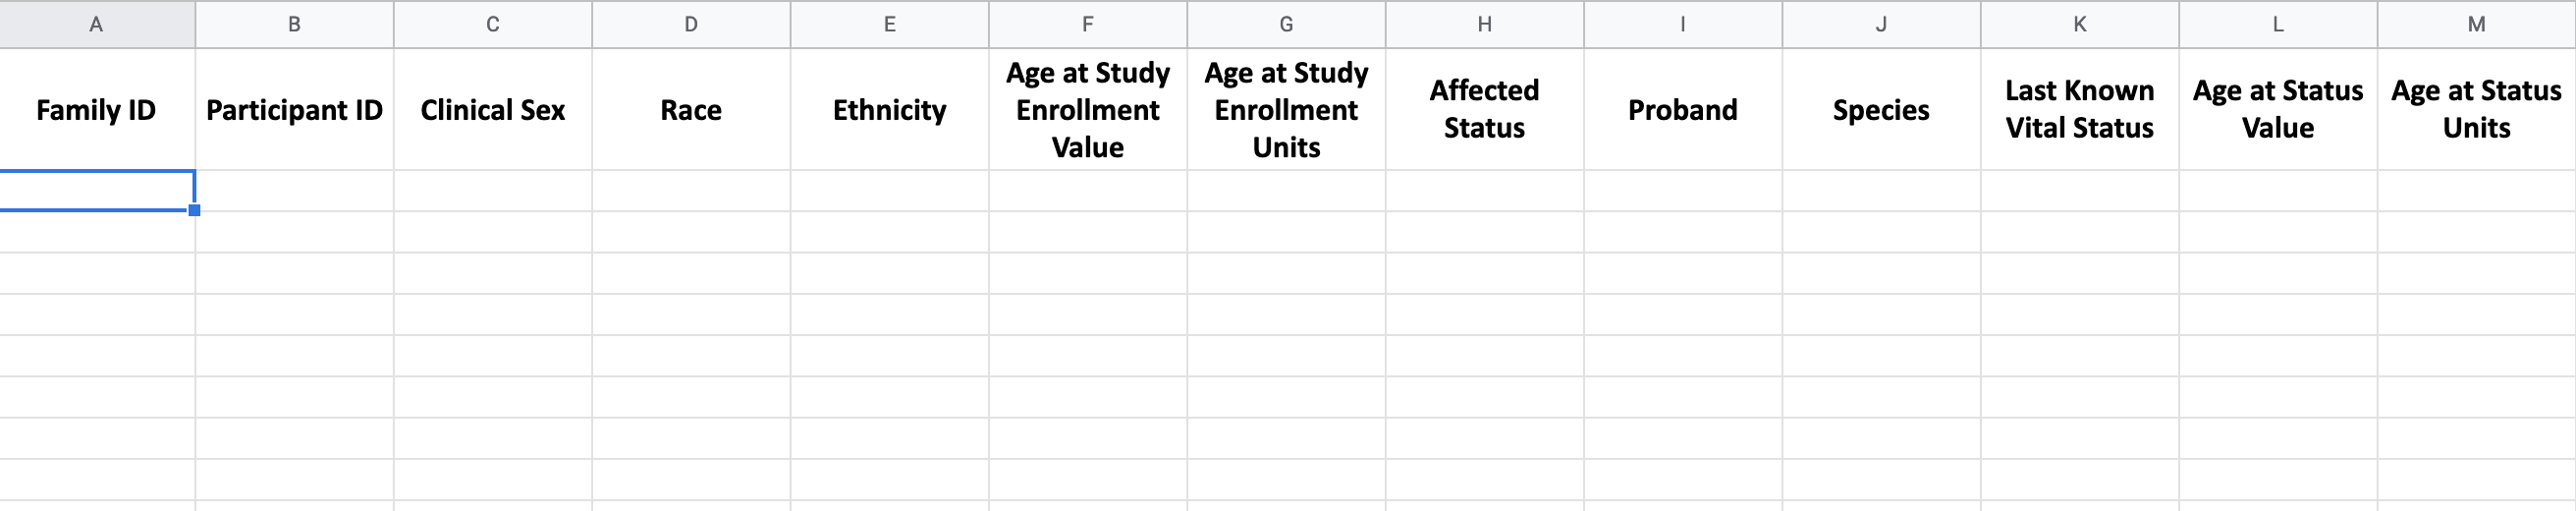 A B C D E F G H I J K L M
Family ID Participant ID Clinical Sex Race Ethnicity Age at Study Enrollment Value Age at Study Enrollment Units Affected Status Proband Species Last Known Vital Status Age at Status Value Age at Status Units